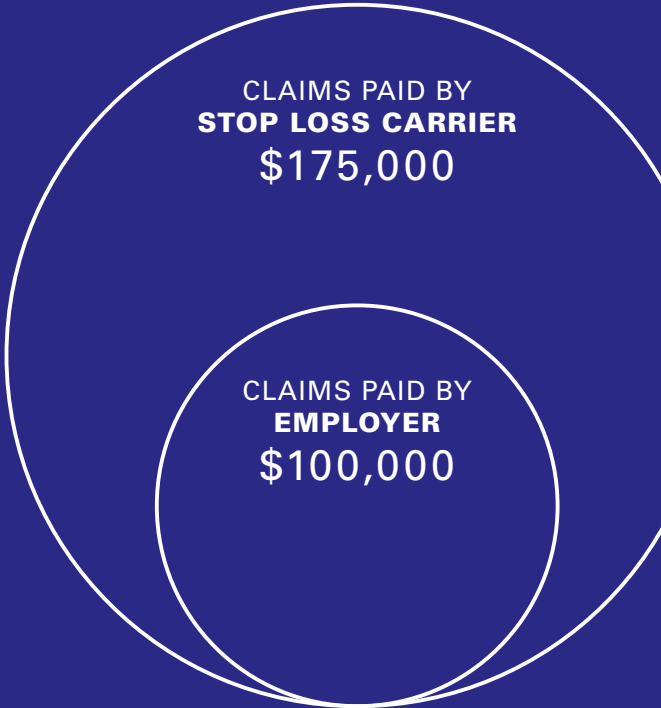 CLAIMS PAID BY
STOP LOSS CARRIER
$175,000
CLAIMS PAID BY
EMPLOYER
$100,000